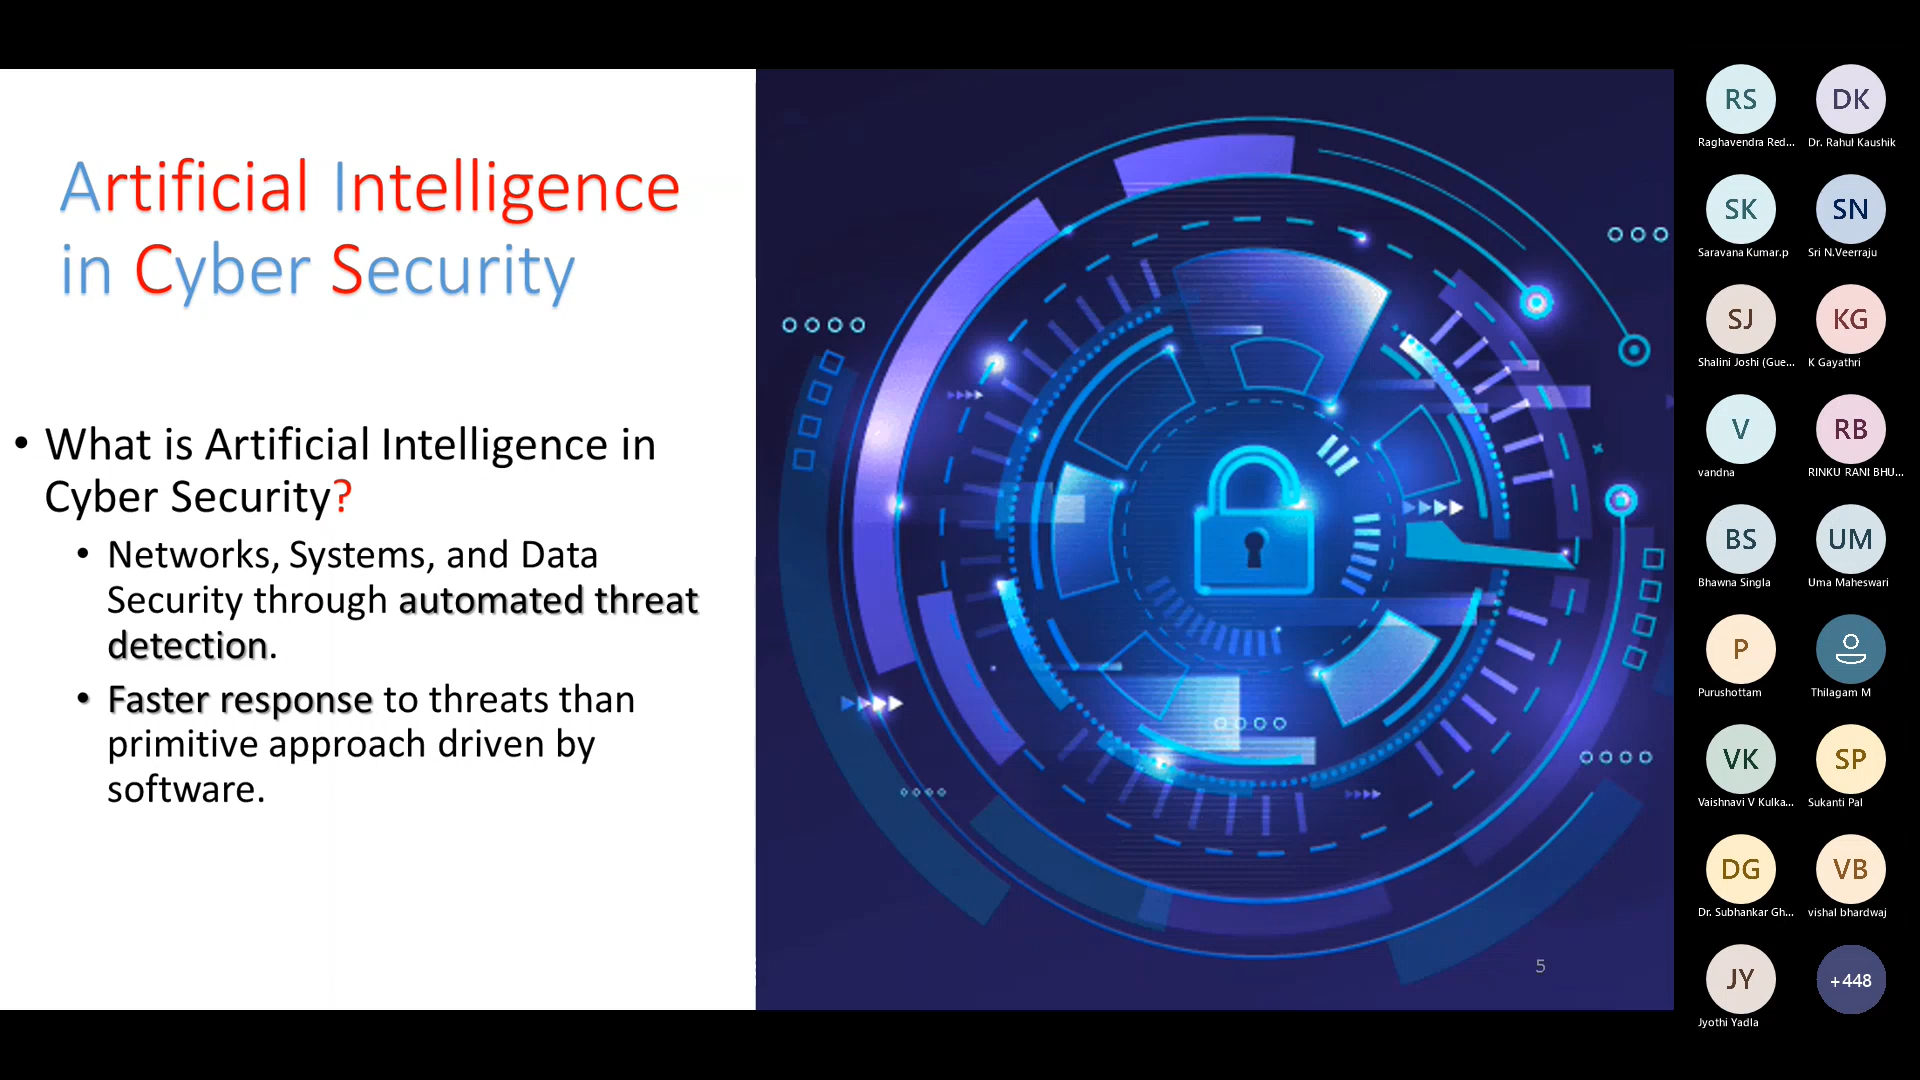 Artificial Intelligence
in Cyber Security
• What is Artificial Intelligence in
Cyber Security?
• Networks, Systems, and Data
Security through automated threat
detection.
• Faster response to threats than
primitive approach driven by
software.
5
RS
Raghavendra Red...
DK
Dr. Rahul Kaushik
SK
Saravana Kumar.p
SN
Sri N.Veerraju
SJ
Shalini Joshi (Gue...
KG
K Gayathri
V
vandna
RB
RINKU RANI BHU...
BS
Bhawna Singla
UM
Uma Maheswari
P
Purushottam
Thilagam M
VK
Vaishnavi V Kulka...
SP
Sukanti Pal
DG
Dr. Subhankar Gh...
VB
vishal bhardwaj
JY
Jyothi Yadla
+448